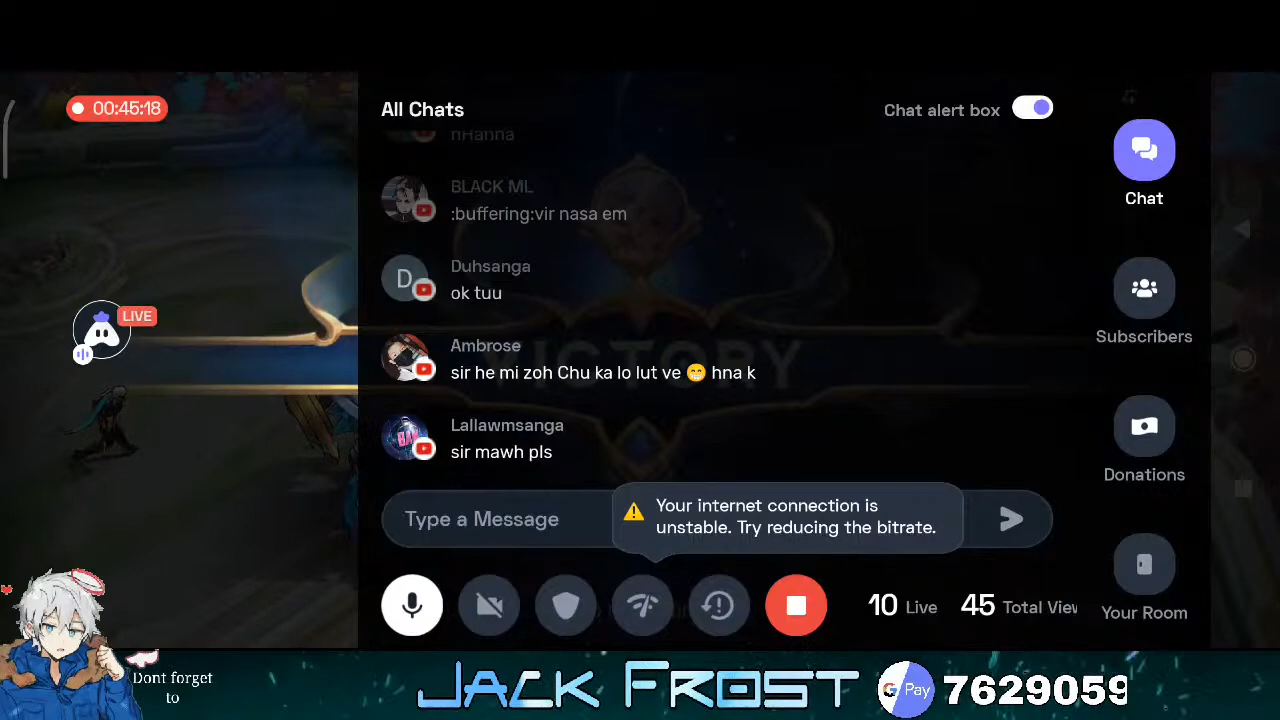 00:45:18
All Chats
Chat alert box
nHanna
BLACK ML
:buffering:vir nasa em
Chat
D
Duhsanga
ok tuu
LIVE
Subscribers
VICTORY
Ambrose
sir he mi zoh Chu ka lo lut ve 😁 hna k
Lallawmsanga
sir mawh pls
Donations
Your internet connection is
unstable. Try reducing the bitrate.
Type a Message
10 Live 45 Total View
Your Room
Dont forget
to
JACK FROST
G Pay 7629059